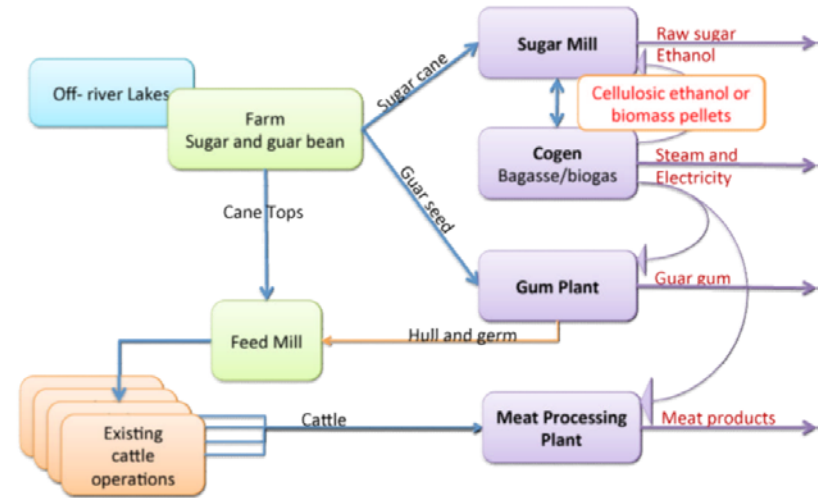 Sugar Mill
Raw sugar
Ethanol
Off- river Lakes
Sugar cane
Cellulosic ethanol or
biomass pellets
Farm
Sugar and guar bean
Cogen
Bagasse/biogas
Steam and
Electricity
Guar seed
Cane Tops
Gum Plant
Guar gum
Feed Mill
Hull and germ
Existing
cattle
operations
Cattle
Meat Processing
Plant
Meat products